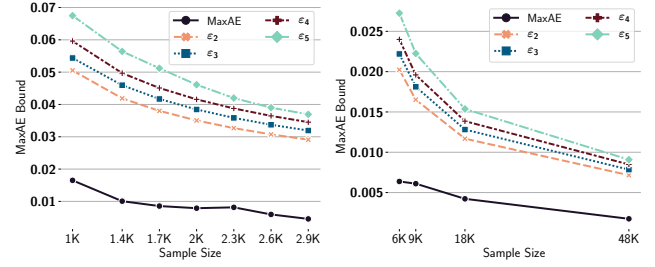 MaxAE Bound
0.07
0.06
0.05
0.04
0.03
0.02
0.01
MaxAE
ε2
ε3
ε4
ε5
1K 1.4K 1.7K 2K 2.3K 2.6K 2.9K
Sample Size
MaxAE Bound
0.025
0.020
0.015
0.010
0.005
MaxAE
ε2
ε3
ε4
ε5
6K 9K 18K 48K
Sample Size